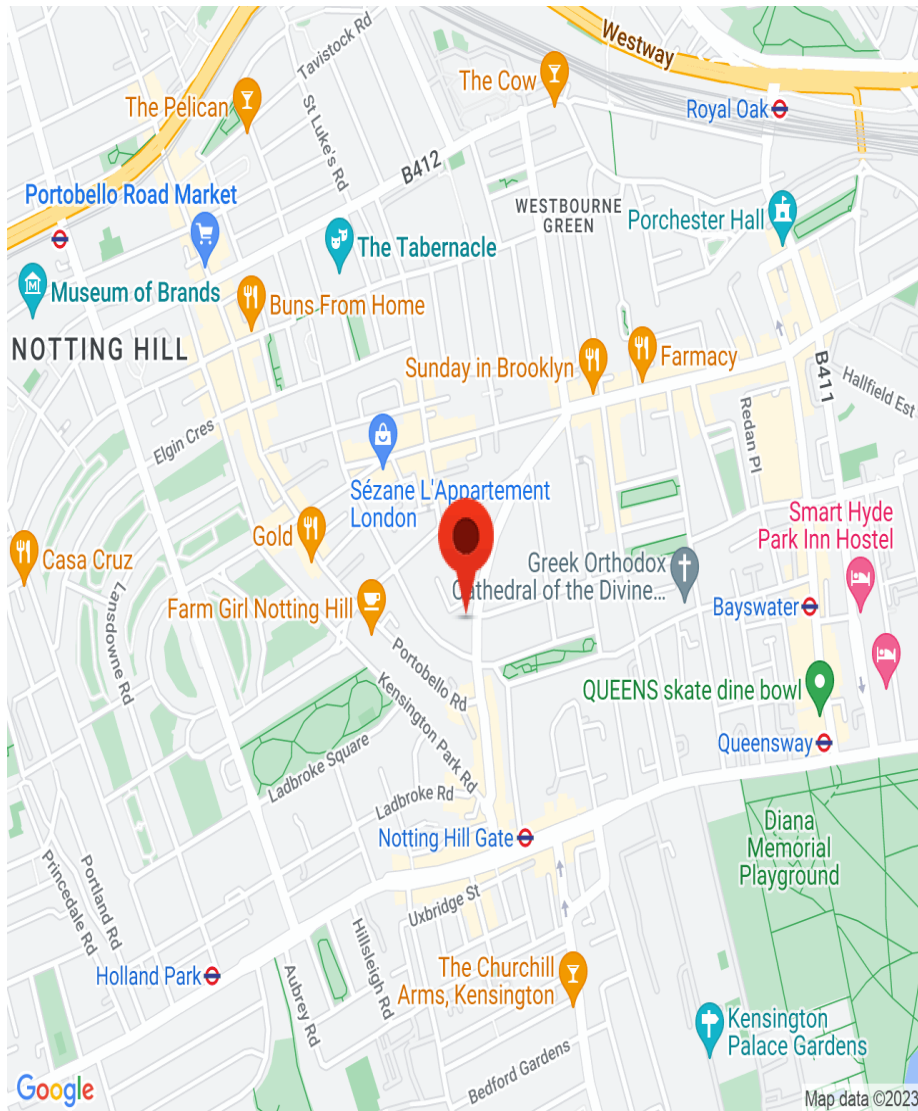 Westway
Tavistock Rd
The Cow
The Pelican
Royal Oak
St Luke's Rd
B412
Portobello Road Market
WESTBOURNE
GREEN
Porchester Hall
The Tabernacle
Museum of Brands
Buns From Home
NOTTING HILL
Sunday in Brooklyn
Farmacy
B411
Hallfield Est
Elgin Cres
Redan Pl
Sézane L'Appartement
London
Smart Hyde
Park Inn Hostel
Gold
Casa Cruz
Greek Orthodox
Cathedral of the Divine...
Lansdowne Rd
Farm Girl Notting Hill
Bayswater
Portobello Rd
QUEENS skate dine bowl
Kensington Park Rd
Queensway
Ladbroke Square
Ladbroke Rd
Notting Hill Gate
Diana
Memorial
Playground
Princedale Rd
Portland Rd
Uxbridge St
Hillsleigh Rd
Holland Park
Aubrey Rd
The Churchill
Arms, Kensington
Kensington
Palace Gardens
Bedford Gardens
Google
Map data ©2023